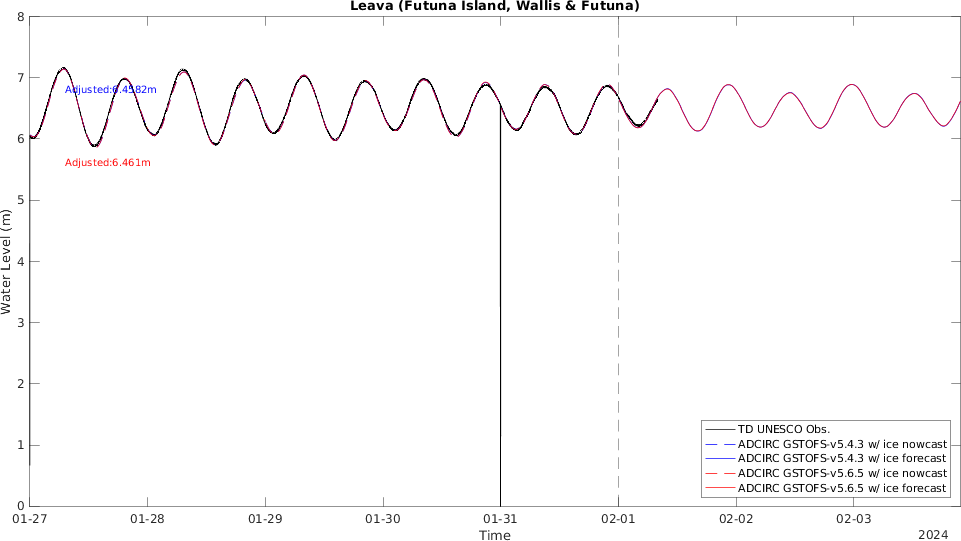 Leava (Futuna Island, Wallis & Futuna)
8
7
6
5
4
3
2
1
0
Water Level (m)
Adjusted:6.4582m
Adjusted:6.461m
TD UNESCO Obs.
ADCIRC GSTOFS-v5.4.3 w/ ice nowcast
ADCIRC GSTOFS-v5.4.3 w/ ice forecast
ADCIRC GSTOFS-v5.6.5 w/ ice nowcast
ADCIRC GSTOFS-v5.6.5 w/ ice forecast
01-27 01-28 01-29 01-30 01-31 02-01 02-02 02-03
Time
2024